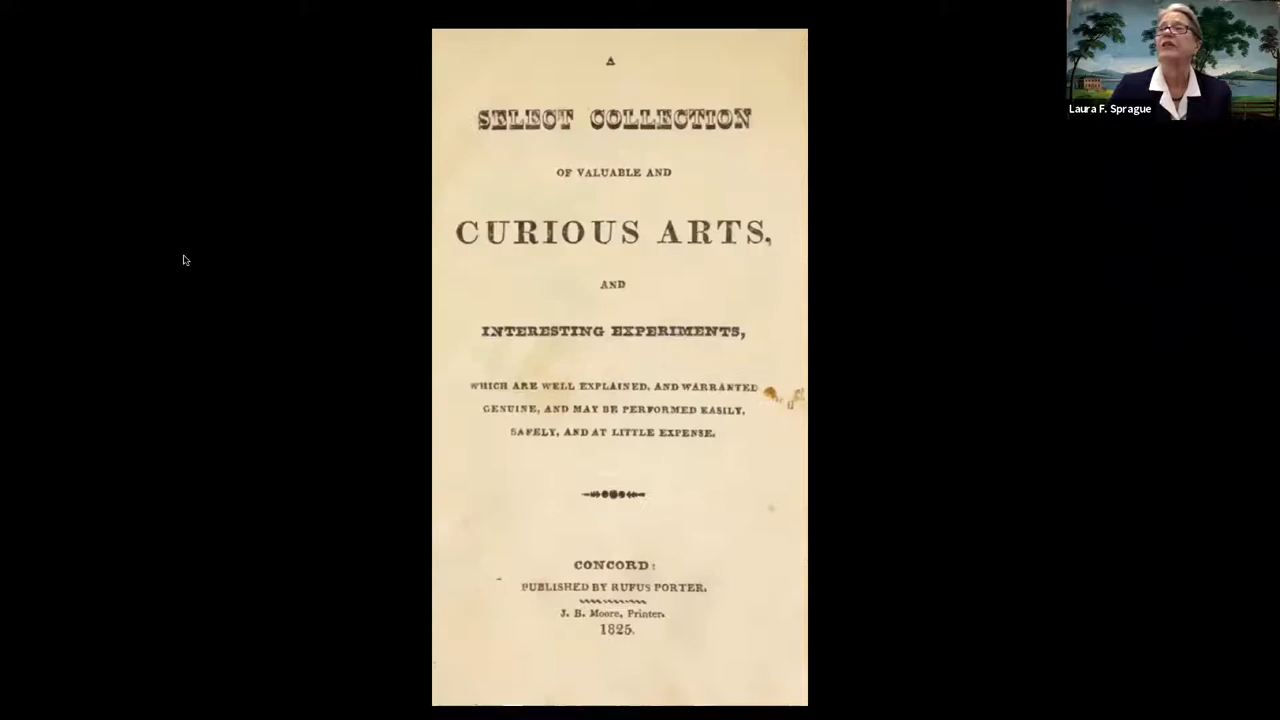 A
SELECT COLLECTION
OF VALUABLE AND
CURIOUS ARTS,
AND
INTERESTING EXPERIMENTS,
WHICH ARE WELL EXPLAINED, AND WARRANTED
GENUINE, AND MAY BE PERFORMED EASILY,
SAFELY, AND AT LITTLE EXPENSE.
CONCORD:
PUBLISHED BY RUFUS PORTER.
J. B. Moore, Printer.
1825.
Laura F. Sprague